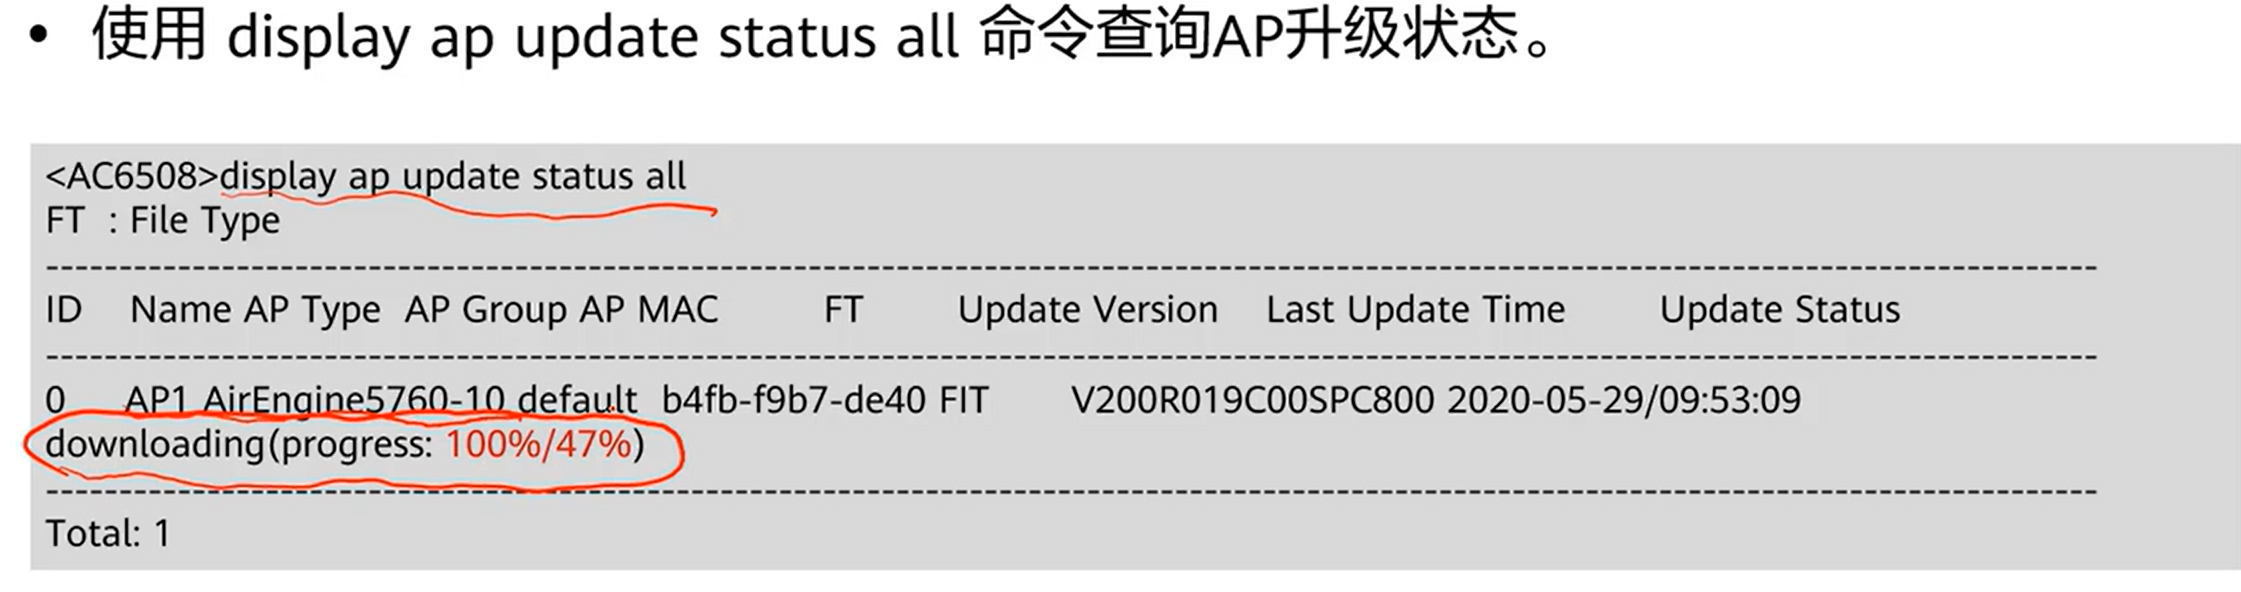 • 使用 display ap update status all 命令查询AP升级状态。
<AC6508>display ap update status all
FT : File Type
--------------------------------------------------------------------------------
ID Name AP Type AP Group AP MAC FT Update Version Last Update Time Update Status
--------------------------------------------------------------------------------
0 AP1 AirEngine5760-10 default b4fb-f9b7-de40 FIT V200R019C00SPC800 2020-05-29/09:53:09
downloading(progress: 100%/47%)
--------------------------------------------------------------------------------
Total: 1